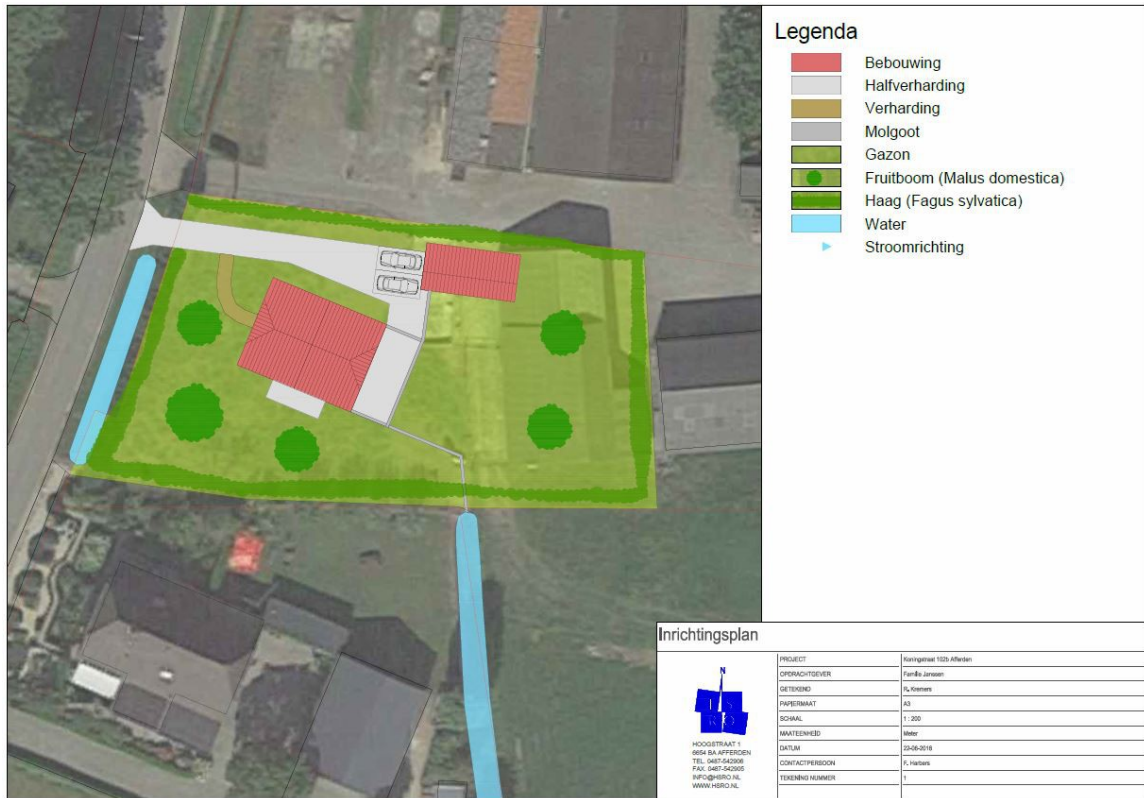 Legenda
Bebouwing
Halfverharding
Verharding
Molgoot
Gazon
Fruitboom (Malus domestica)
Haag (Fagus sylvatica)
Water
Stroomrichting
Inrichtingsplan
N
HOOGSTRAAT 1
6654 BA AFFERDEN
TEL. 0487-542906
FAX. 0487-542905
INFO@HSRO.NL
WWW.HSRO.NL
PROJECT Koningstraat 102b Afferden
OPDRACHTGEVER Familie Janssen
GETEKEND R. Kremers
PAPIERMAAT A3
SCHAAL 1 : 200
MAATEENHEID Meter
DATUM 22-06-2016
CONTACTPERSOON F. Harbers
TEKENING NUMMER 1